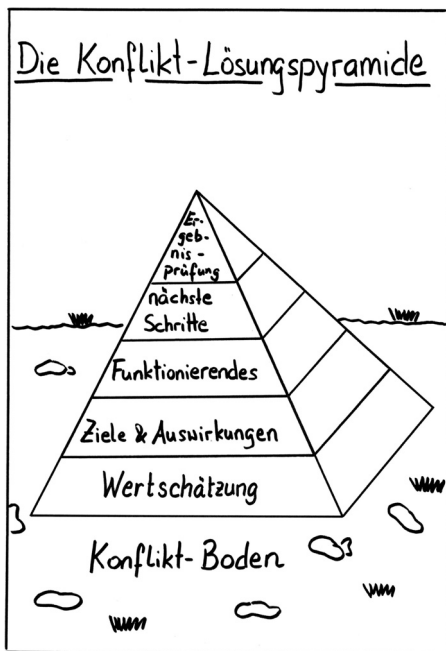 Die Konflikt-Lösungspyramide
Er-
geb-
nis-
prüfung
nächste
Schritte
Funktionierendes
Ziele & Auswirkungen
Wertschätzung
Konflikt-Boden